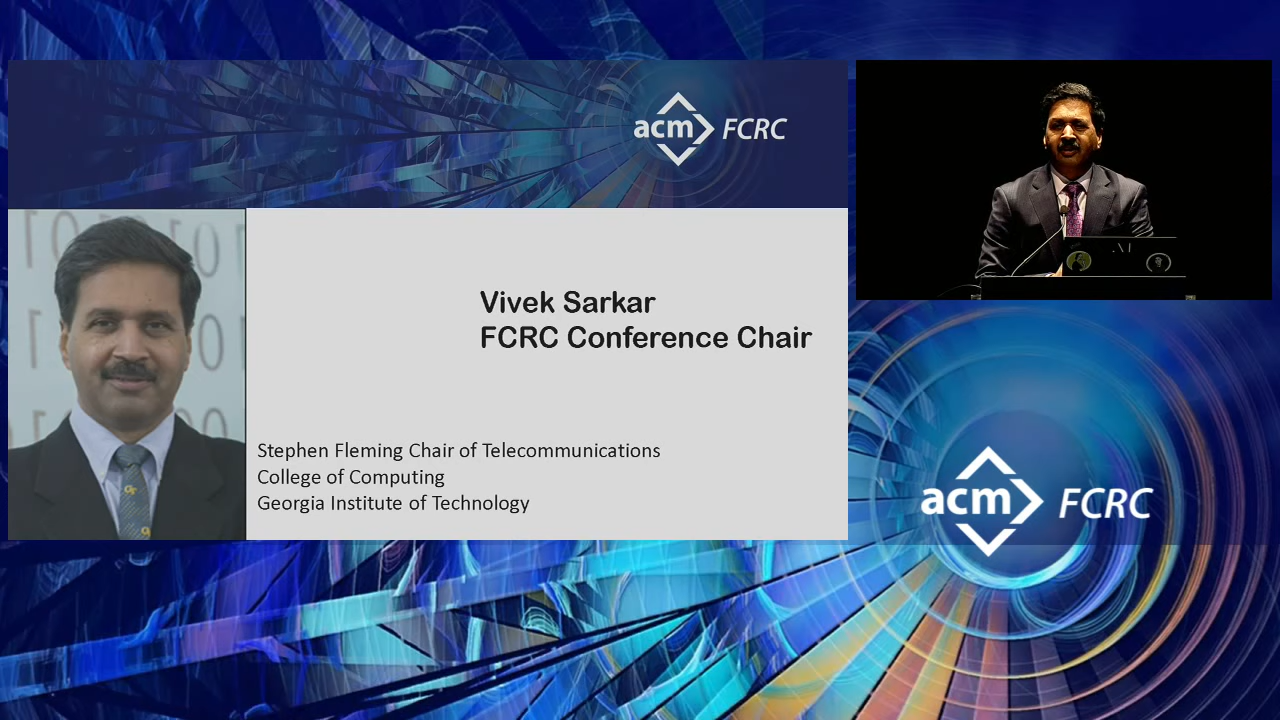 acm FCRC
Vivek Sarkar
FCRC Conference Chair
Stephen Fleming Chair of Telecommunications
College of Computing
Georgia Institute of Technology
acm FCRC